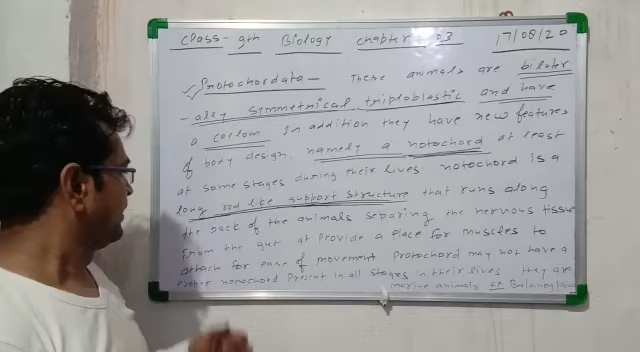 Class- 9th Biology chapter 03 17/08/20
Protochordata - These animals are bilater
-ally symmetrical, triploblastic and have
a coelom In addition they have new features
of body design, namely a notochord at least
at some stages during their lives notochord is a
long rod like support structure that runs along
the back of the animals separing the nervous tissue
from the gut at provide a place for muscles to
attach for ease of movement Protochord may not have a
proper notochord Present in all stages in their lives they are
marine animals